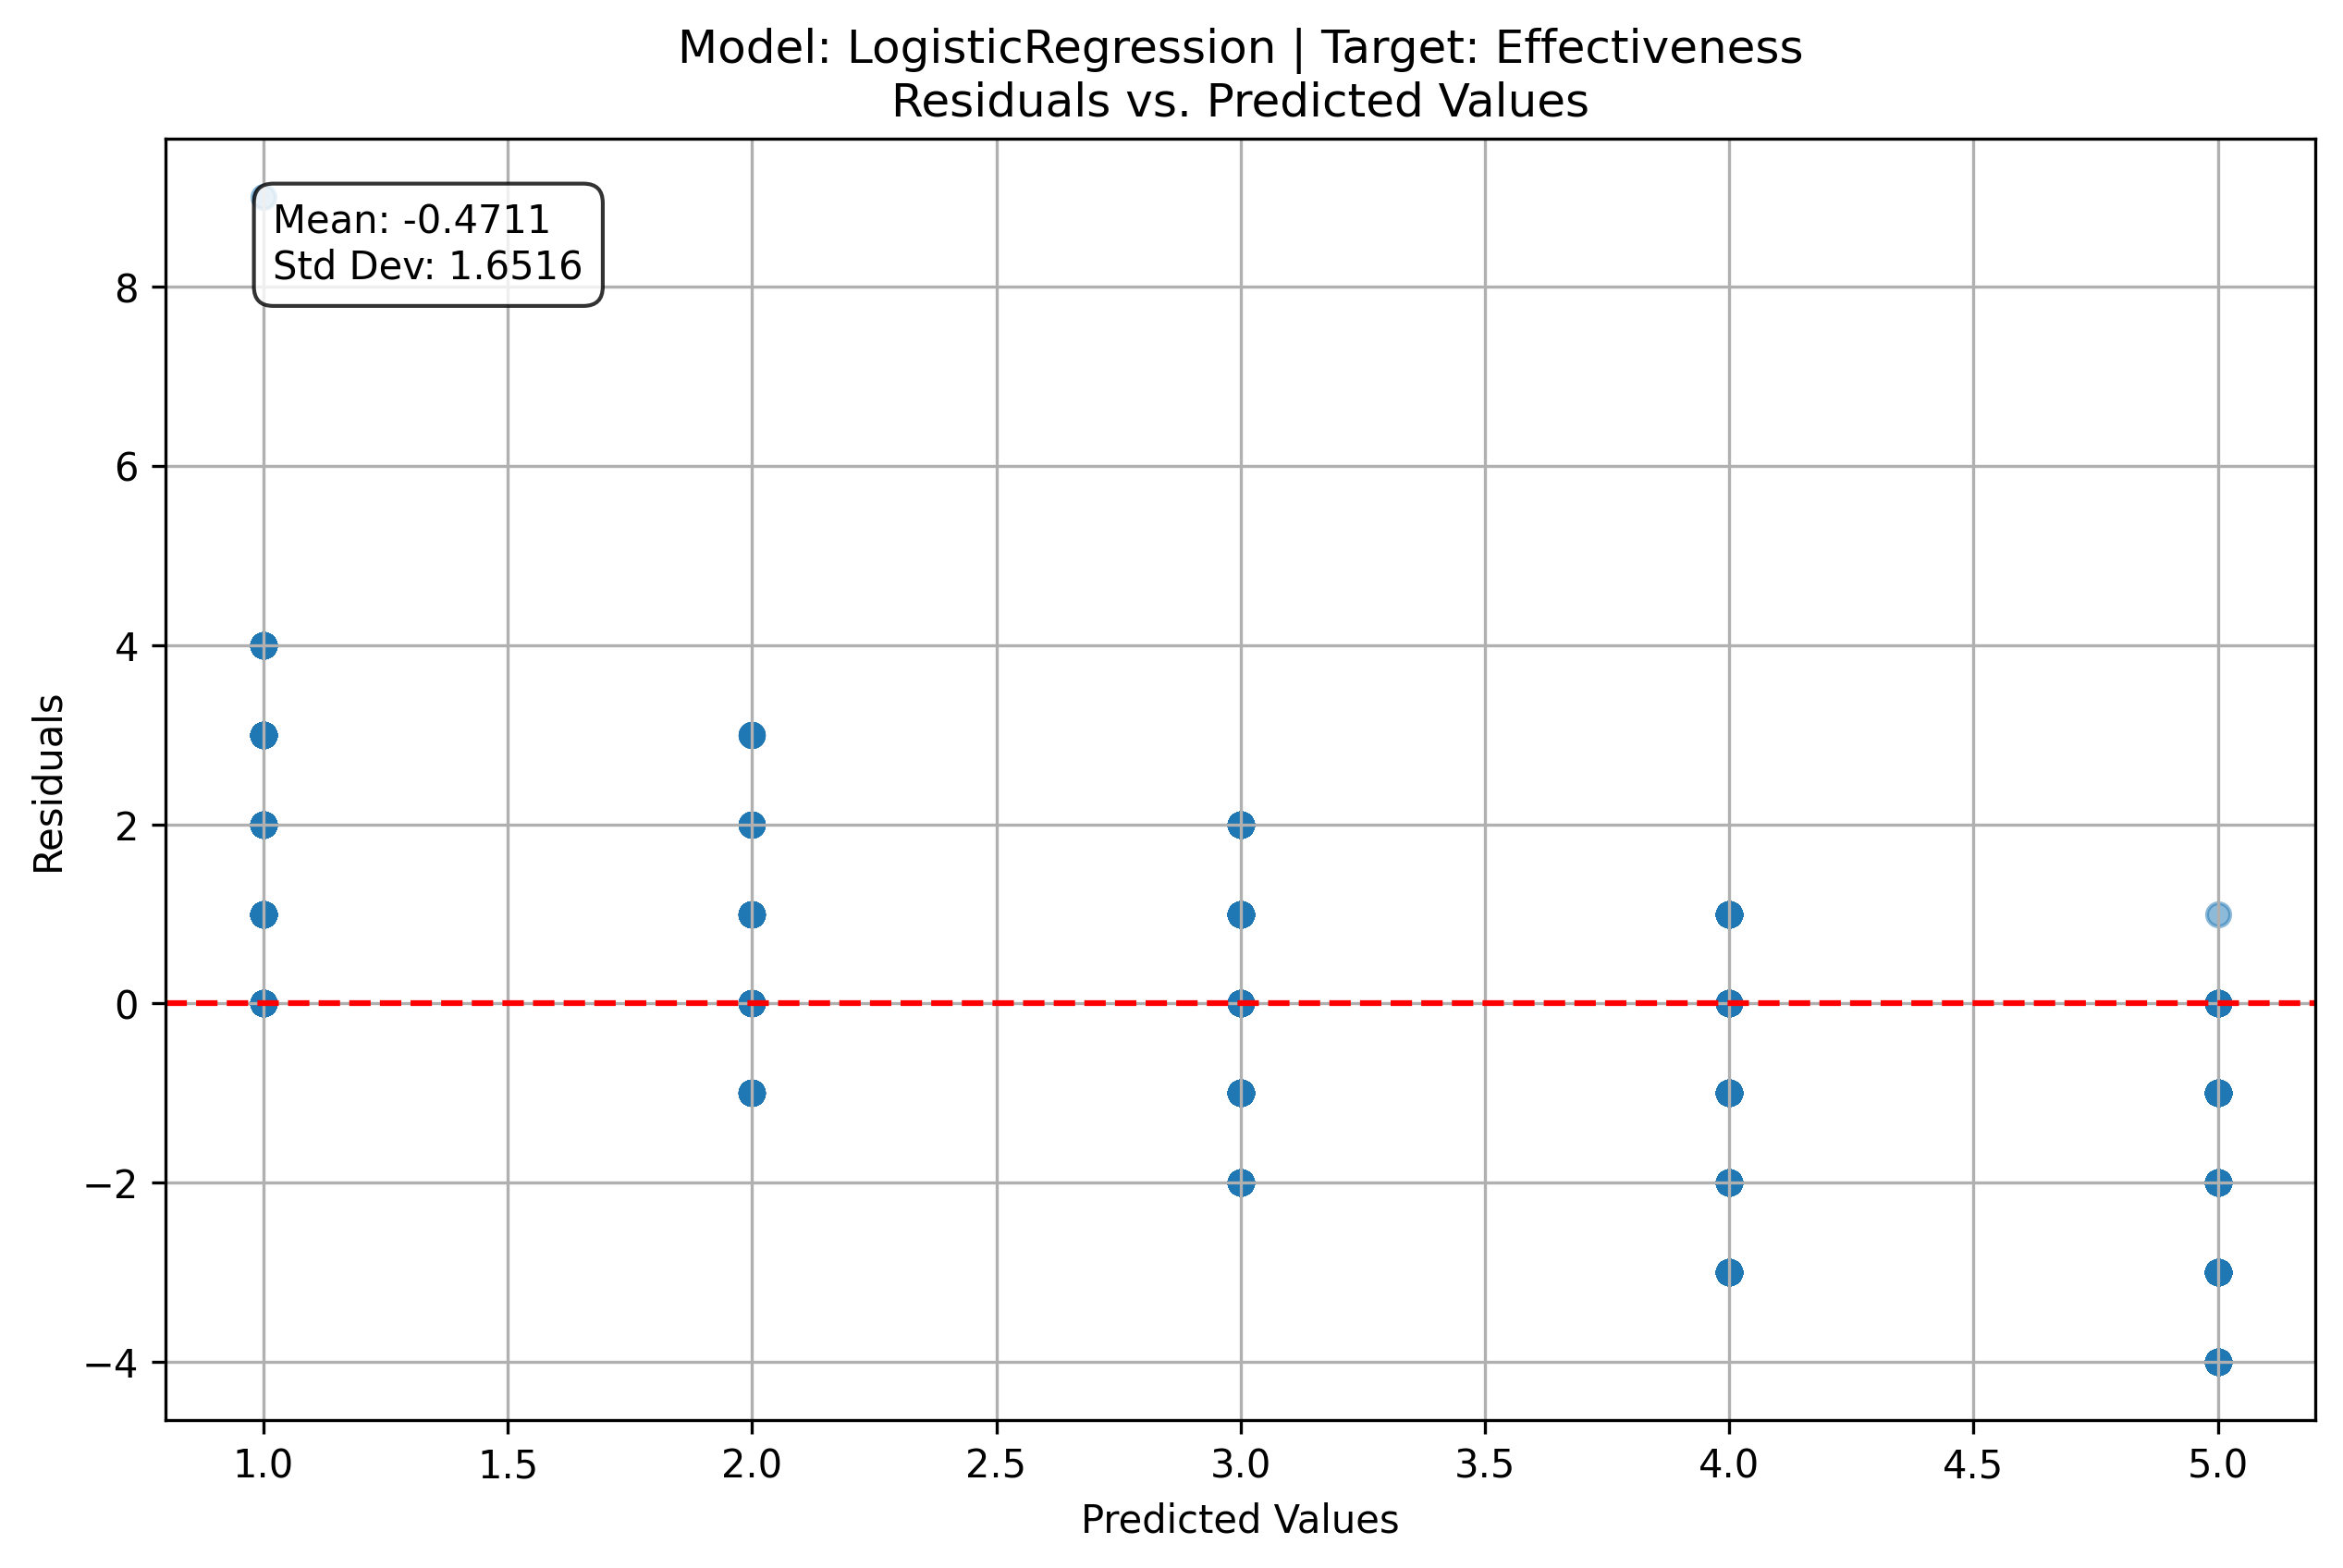 Model: LogisticRegression | Target: Effectiveness
Residuals vs. Predicted Values
Mean: -0.4711
Std Dev: 1.6516
8
6
4
2
0
−2
−4
Residuals
1.0 1.5 2.0 2.5 3.0 3.5 4.0 4.5 5.0
Predicted Values